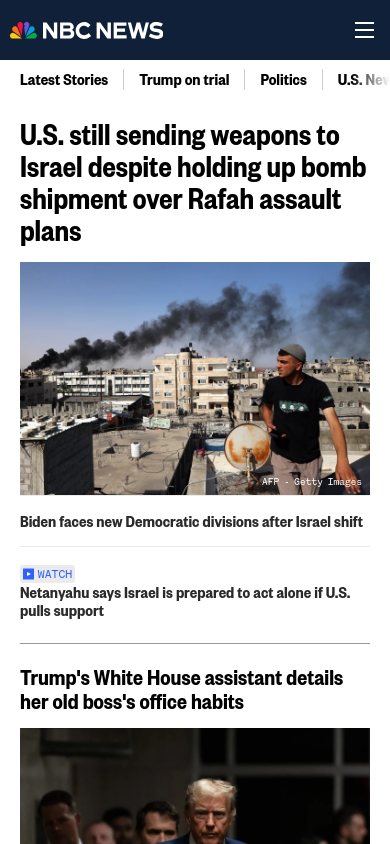 NBC NEWS
Latest Stories
Trump on trial
Politics
U.S. New
U.S. still sending weapons to
Israel despite holding up bomb
shipment over Rafah assault
plans
AFP - Getty Images
Biden faces new Democratic divisions after Israel shift
WATCH
Netanyahu says Israel is prepared to act alone if U.S.
pulls support
Trump's White House assistant details
her old boss's office habits